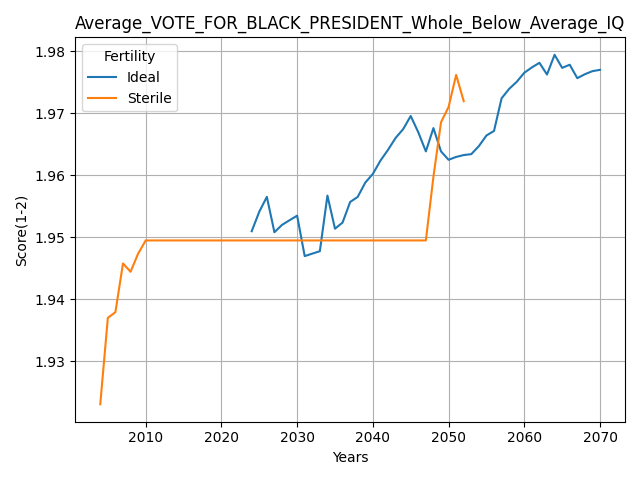 Average_VOTE_FOR_BLACK_PRESIDENT_Whole_Below_Average_IQ
Fertility
Ideal
Sterile
Score(1-2)
1.98
1.97
1.96
1.95
1.94
1.93
2010 2020 2030 2040 2050 2060 2070
Years